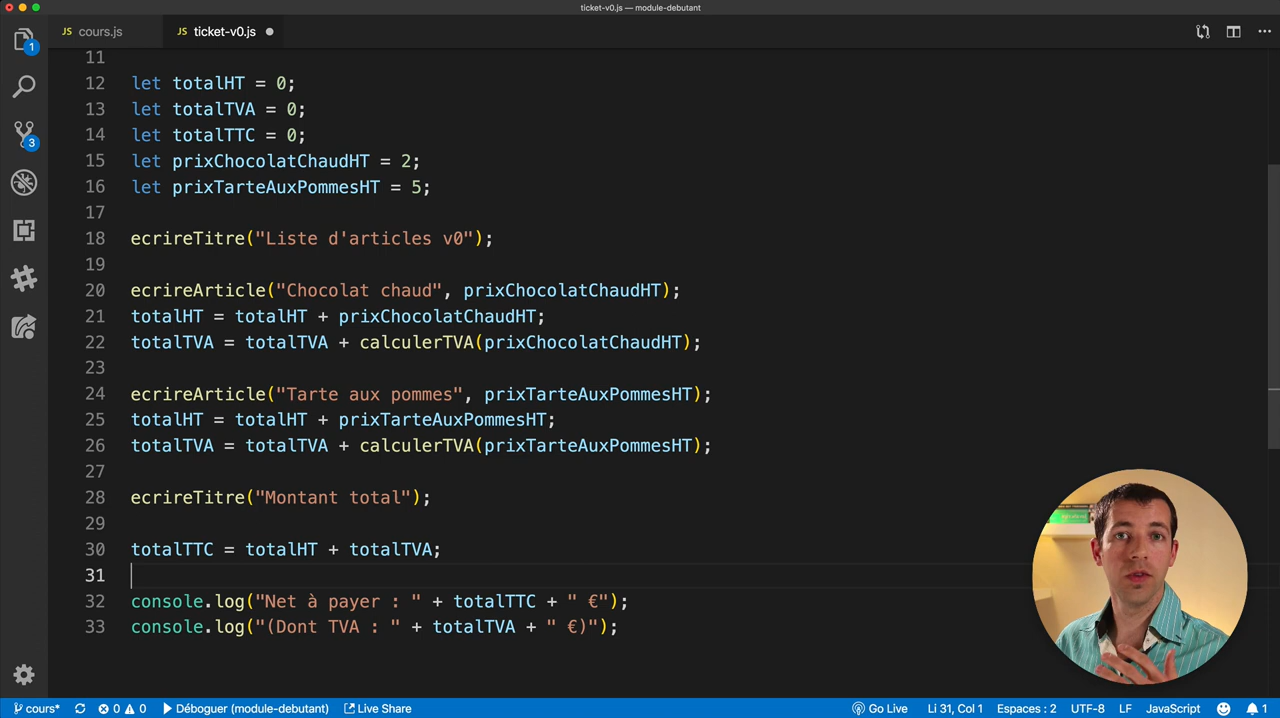 ticket-v0.js — module-debutant
JS cours.js
JS ticket-v0.js
1
3
11
12 let totalHT = 0;
13 let totalTVA = 0;
14 let totalTTC = 0;
15 let prixChocolatChaudHT = 2;
16 let prixTarteAuxPommesHT = 5;
17
18 ecrireTitre("Liste d'articles v0");
19
20 ecrireArticle("Chocolat chaud", prixChocolatChaudHT);
21 totalHT = totalHT + prixChocolatChaudHT;
22 totalTVA = totalTVA + calculerTVA(prixChocolatChaudHT);
23
24 ecrireArticle("Tarte aux pommes", prixTarteAuxPommesHT);
25 totalHT = totalHT + prixTarteAuxPommesHT;
26 totalTVA = totalTVA + calculerTVA(prixTarteAuxPommesHT);
27
28 ecrireTitre("Montant total");
29
30 totalTTC = totalHT + totalTVA;
31
32 console.log("Net à payer : " + totalTTC + " €");
33 console.log("(Dont TVA : " + totalTVA + " €)");
cours* 0 0 Déboguer (module-debutant) Live Share Go Live Li 31, Col 1 Espaces : 2 UTF-8 LF JavaScript 1